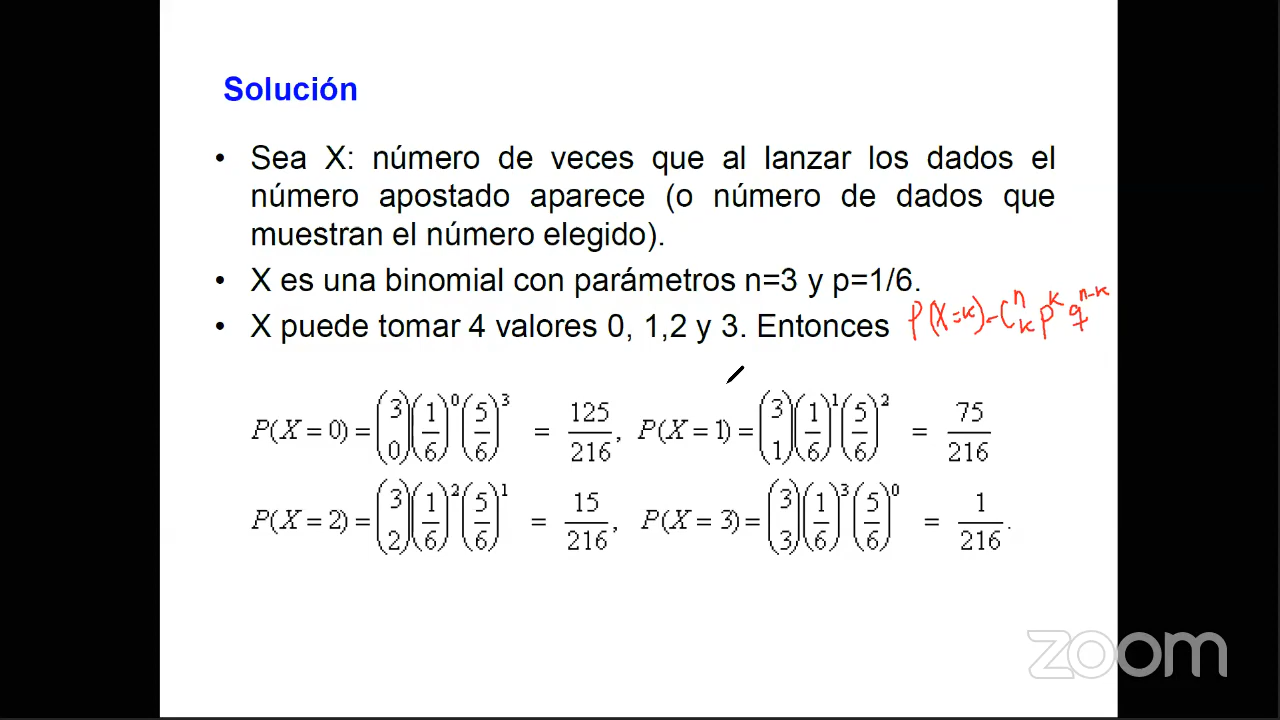 Solución
• Sea X: número de veces que al lanzar los dados el
número apostado aparece (o número de dados que
muestran el número elegido).
• X es una binomial con parámetros n=3 y p=1/6.
• X puede tomar 4 valores 0, 1,2 y 3. Entonces P(X=k)=C^n_k p^k q^{n-k}
P(X = 0) = (3 0)(1/6)^0(5/6)^3 = 125/216, P(X = 1) = (3 1)(1/6)^1(5/6)^2 = 75/216
P(X = 2) = (3 2)(1/6)^2(5/6)^1 = 15/216, P(X = 3) = (3 3)(1/6)^3(5/6)^0 = 1/216.
zoom